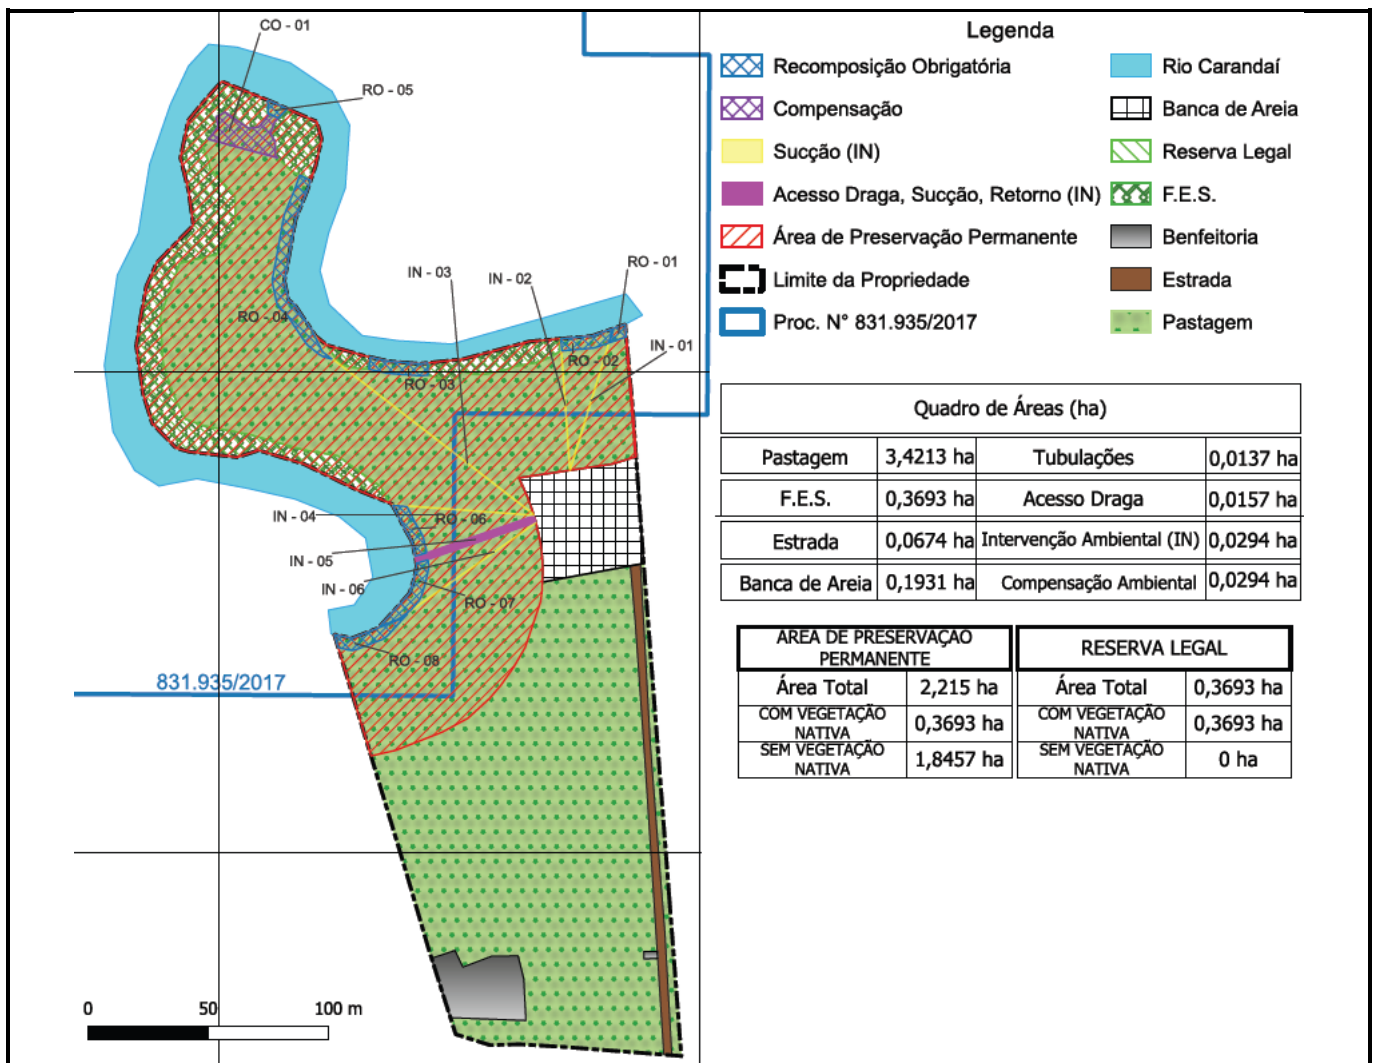 CO - 01
RO - 05
IN - 03
IN - 02
RO - 01
RO - 04
IN - 01
RO - 02
RO - 03
IN - 04
RO - 06
IN - 05
IN - 06
RO - 07
RO - 08
831.935/2017
0 50 100 m
Legenda
Recomposição Obrigatória
Compensação
Sucção (IN)
Acesso Draga, Sucção, Retorno (IN)
Área de Preservação Permanente
Limite da Propriedade
Proc. N° 831.935/2017
Rio Carandaí
Banca de Areia
Reserva Legal
F.E.S.
Benfeitoria
Estrada
Pastagem
Quadro de Áreas (ha)
Pastagem 3,4213 ha Tubulações 0,0137 ha
F.E.S. 0,3693 ha Acesso Draga 0,0157 ha
Estrada 0,0674 ha Intervenção Ambiental (IN) 0,0294 ha
Banca de Areia 0,1931 ha Compensação Ambiental 0,0294 ha
ÁREA DE PRESERVAÇÃO
PERMANENTE
Área Total 2,215 ha
COM VEGETAÇÃO
NATIVA 0,3693 ha
SEM VEGETAÇÃO
NATIVA 1,8457 ha
RESERVA LEGAL
Área Total 0,3693 ha
COM VEGETAÇÃO
NATIVA 0,3693 ha
SEM VEGETAÇÃO
NATIVA 0 ha